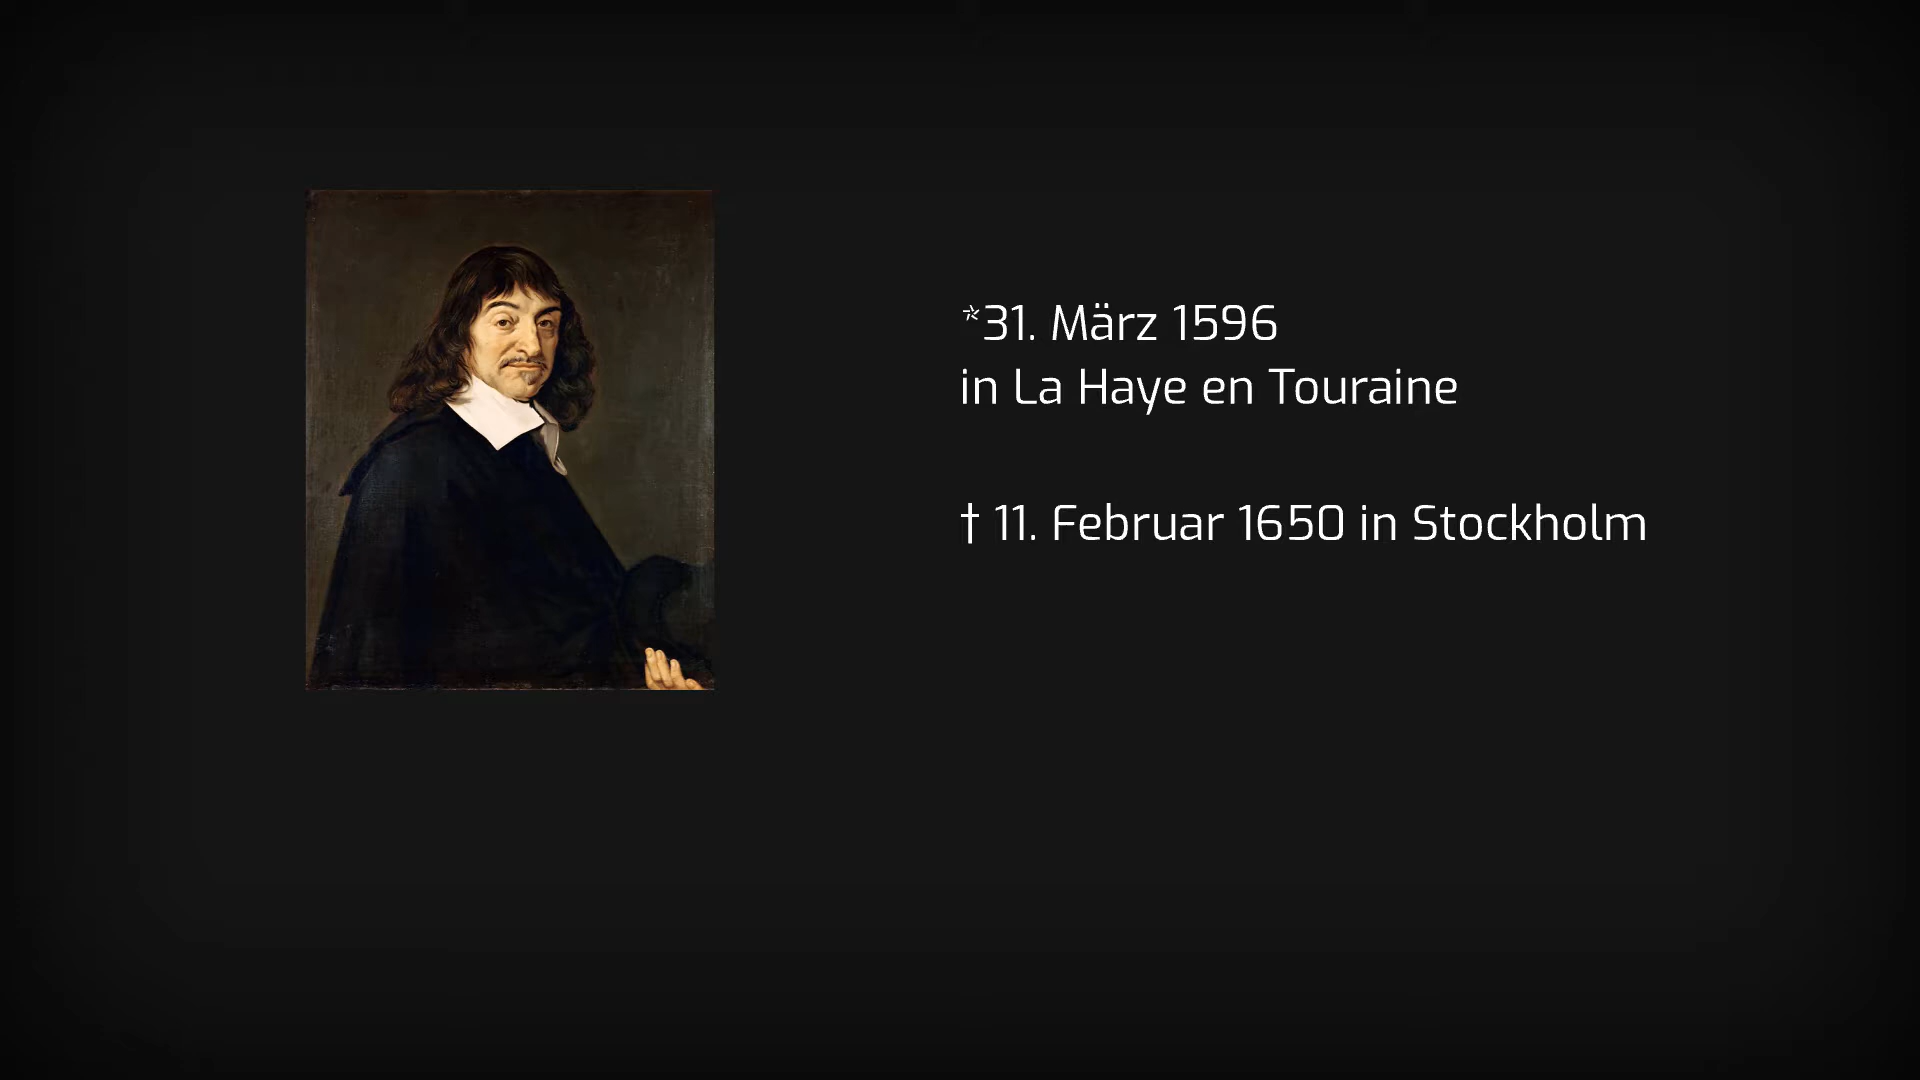 *31. März 1596
in La Haye en Touraine
† 11. Februar 1650 in Stockholm